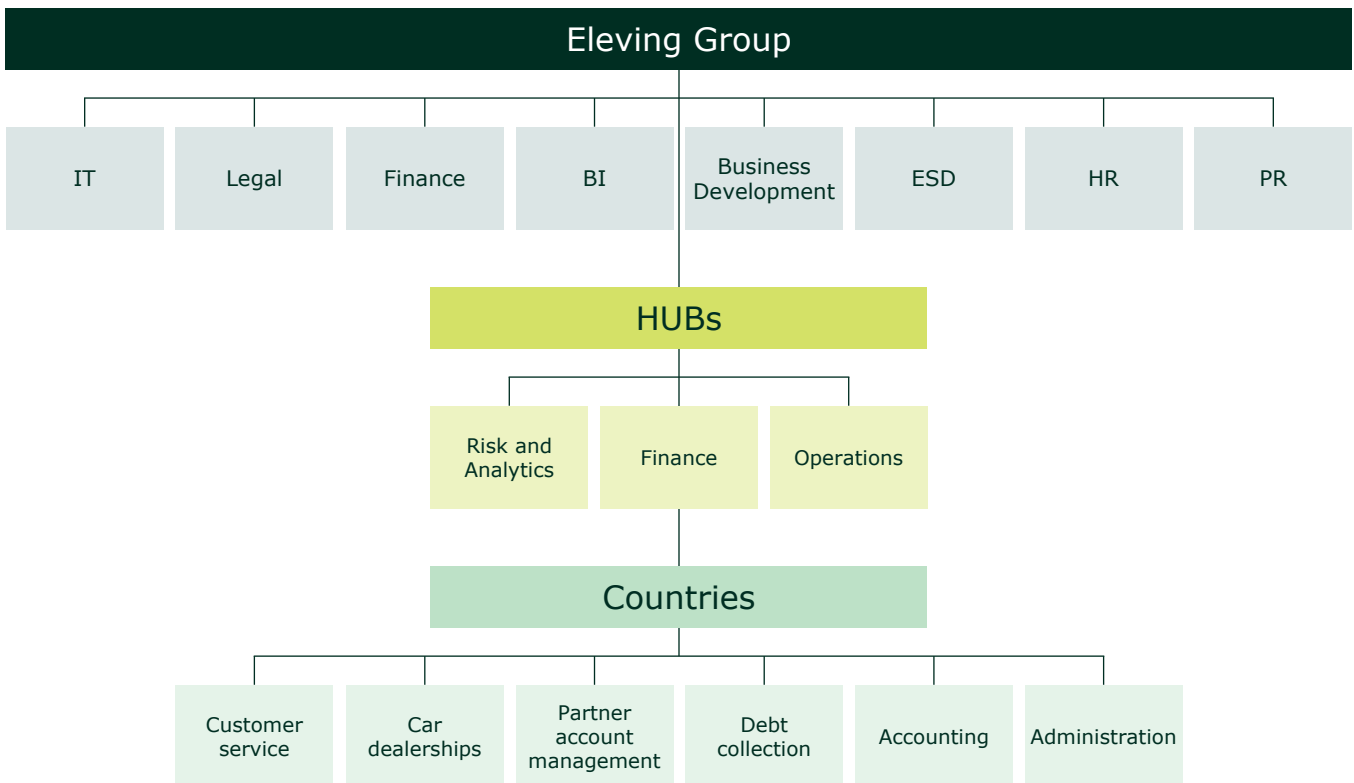 Eleving Group
IT
Legal
Finance
BI
Business
Development
ESD
HR
PR
HUBs
Risk and
Analytics
Finance
Operations
Countries
Customer
service
Car
dealerships
Partner
account
management
Debt
collection
Accounting
Administration